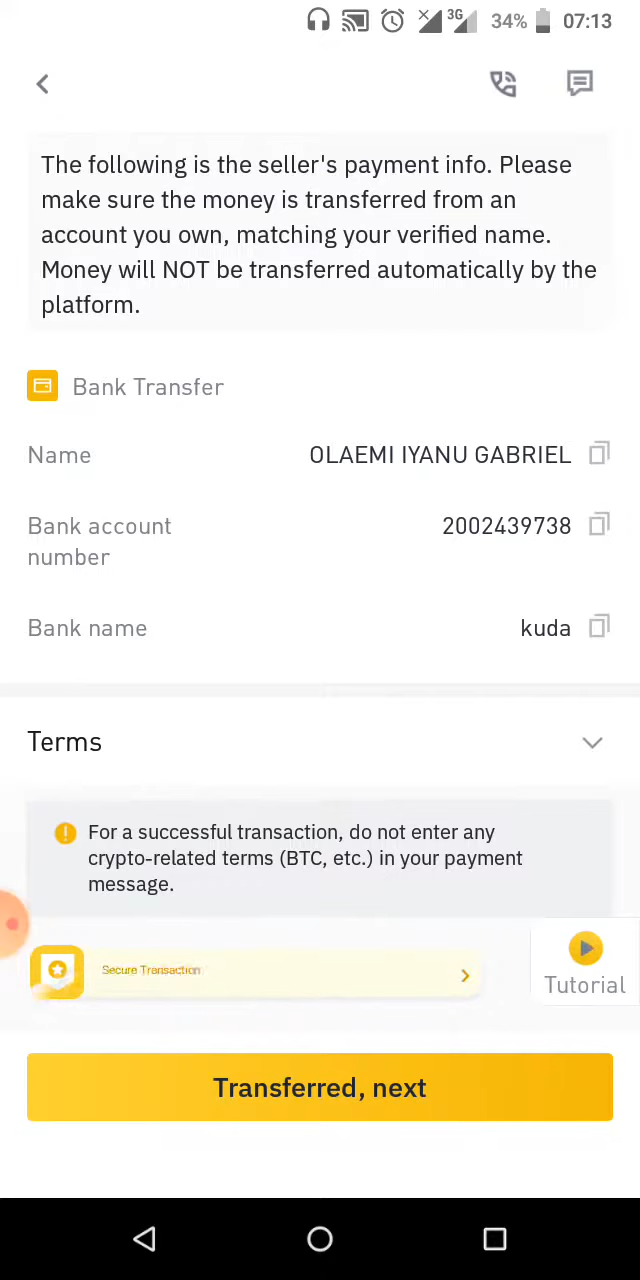 3G 34% 07:13
The following is the seller's payment info. Please
make sure the money is transferred from an
account you own, matching your verified name.
Money will NOT be transferred automatically by the
platform.
Bank Transfer
Name OLAEMI IYANU GABRIEL
Bank account
number 2002439738
Bank name kuda
Terms
For a successful transaction, do not enter any
crypto-related terms (BTC, etc.) in your payment
message.
Secure Transaction
Tutorial
Transferred, next